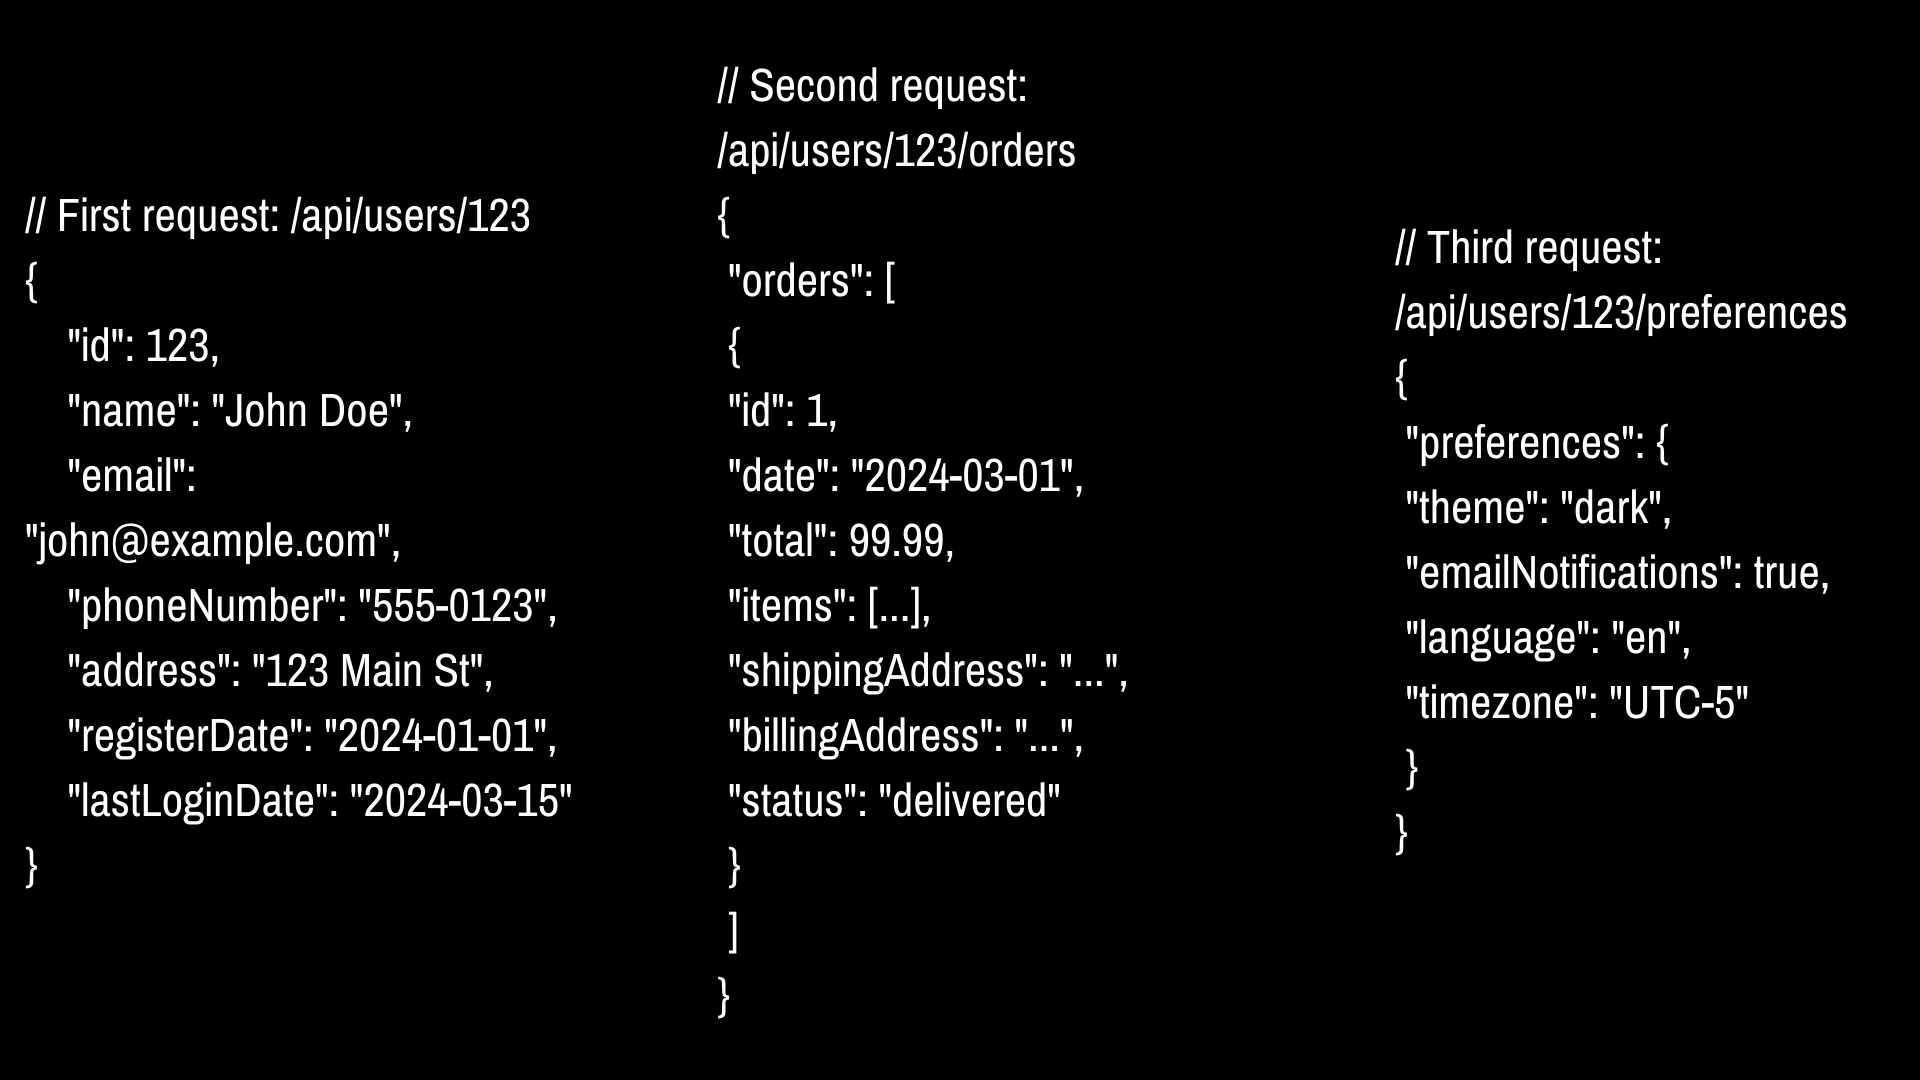 // First request: /api/users/123
{
"id": 123,
"name": "John Doe",
"email":
"john@example.com",
"phoneNumber": "555-0123",
"address": "123 Main St",
"registerDate": "2024-01-01",
"lastLoginDate": "2024-03-15"
}
// Second request:
/api/users/123/orders
{
"orders": [
{
"id": 1,
"date": "2024-03-01",
"total": 99.99,
"items": [...],
"shippingAddress": "...",
"billingAddress": "...",
"status": "delivered"
}
]
}
// Third request:
/api/users/123/preferences
{
"preferences": {
"theme": "dark",
"emailNotifications": true,
"language": "en",
"timezone": "UTC-5"
}
}